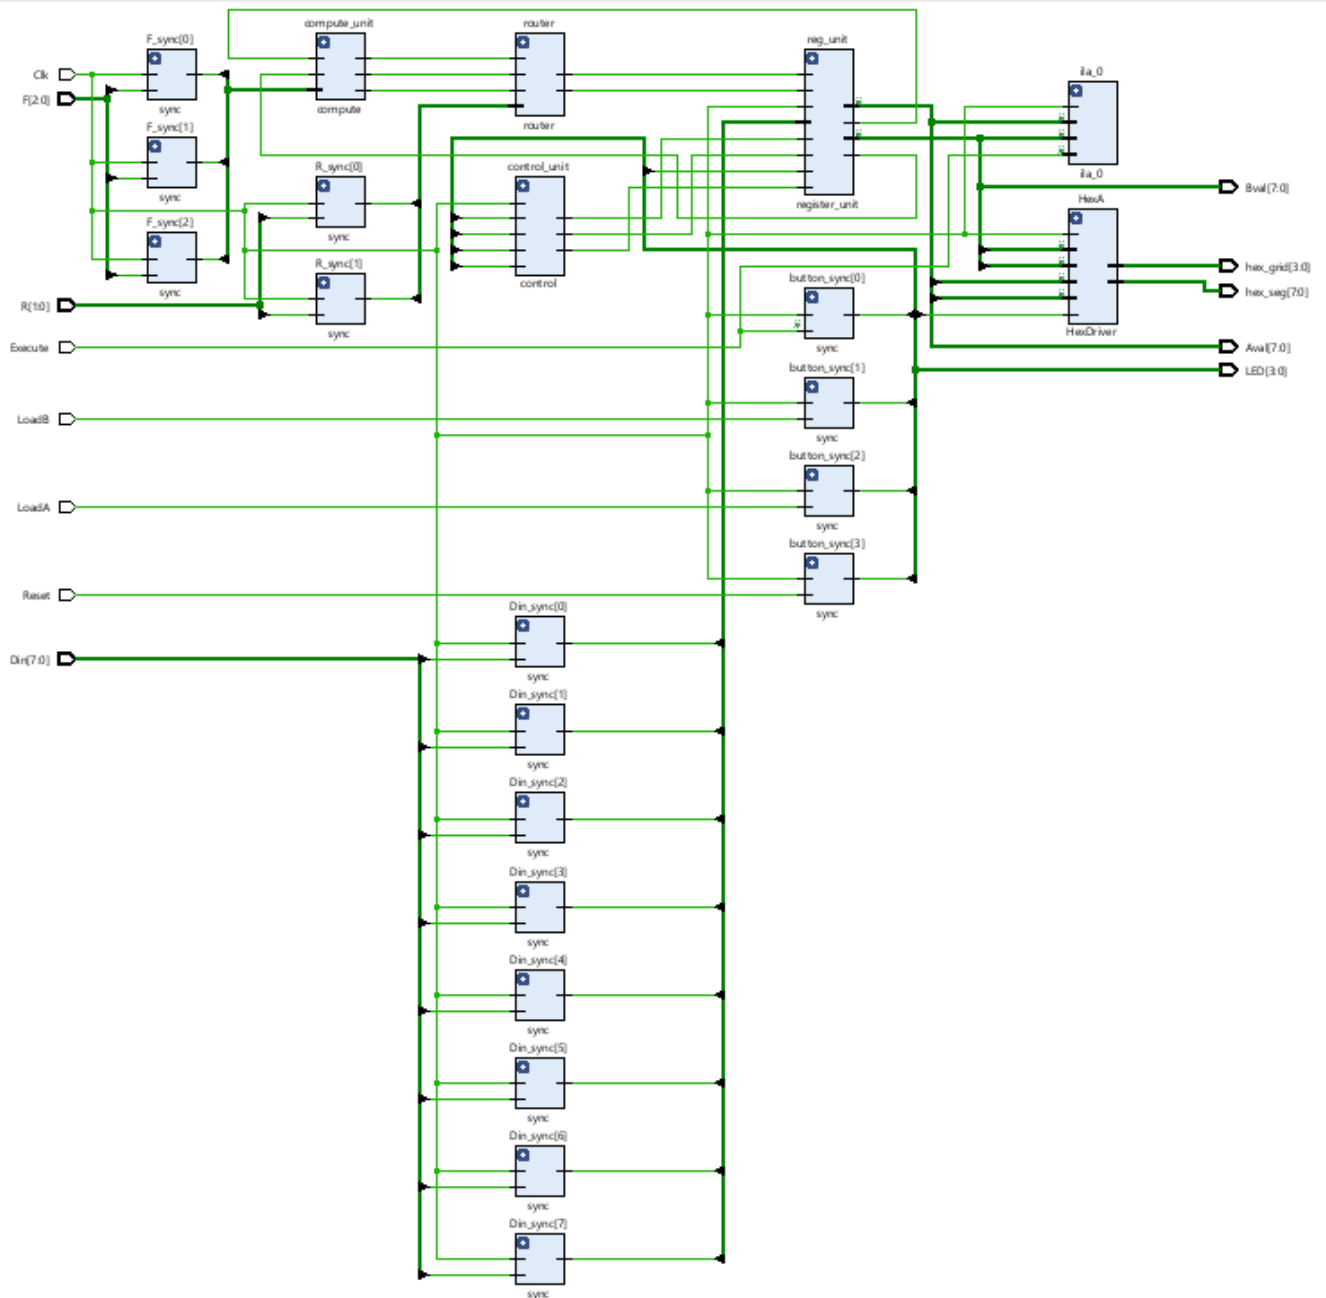 compute_unit
router
F_sync[0]
reg_unit
Clk
ila_0
F[2:0]
sync
compute
F_sync[1]
router
R_sync[0]
control_unit
ila_0
Bval[7:0]
sync
HexA
register_unit
F_sync[2]
sync
R_sync[1]
hex_grid[3:0]
button_sync[0]
control
hex_seg[7:0]
sync
R[1:0]
sync
HexDriver
Execute
sync
Aval[7:0]
button_sync[1]
LED[3:0]
LoadB
sync
button_sync[2]
LoadA
sync
button_sync[3]
Reset
Din_sync[0]
sync
Din[7:0]
sync
Din_sync[1]
sync
Din_sync[2]
sync
Din_sync[3]
sync
Din_sync[4]
sync
Din_sync[5]
sync
Din_sync[6]
sync
Din_sync[7]
sync